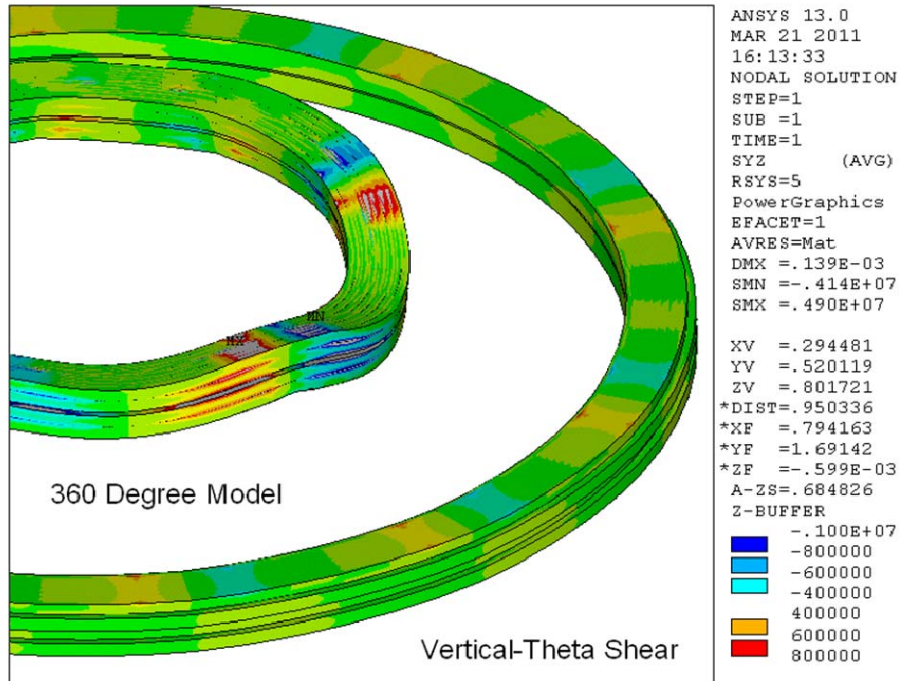 ANSYS 13.0
MAR 21 2011
16:13:33
NODAL SOLUTION
STEP=1
SUB =1
TIME=1
SYZ (AVG)
RSYS=5
PowerGraphics
EFACET=1
AVRES=Mat
DMX =.139E-03
SMN =-.414E+07
SMX =.490E+07
XV =.294481
YV =.520119
ZV =.801721
*DIST=.950336
*XF =.794163
*YF =1.69142
*ZF =-.599E-03
A-ZS=.684826
Z-BUFFER
-.100E+07
-800000
-600000
-400000
400000
600000
800000
MN
MX
360 Degree Model
Vertical-Theta Shear